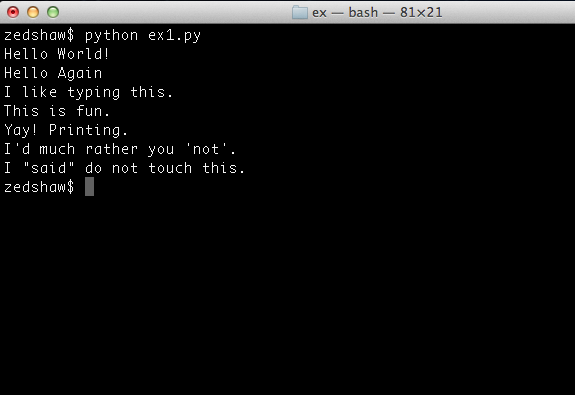 ex — bash — 81×21
zedshaw$ python ex1.py
Hello World!
Hello Again
I like typing this.
This is fun.
Yay! Printing.
I'd much rather you 'not'.
I "said" do not touch this.
zedshaw$